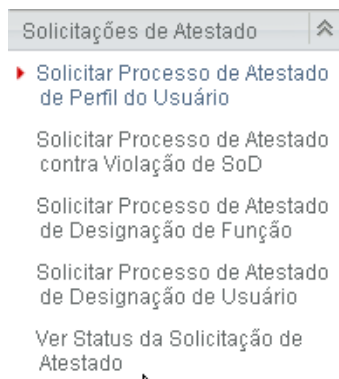 Solicitações de Atestado
Solicitar Processo de Atestado
de Perfil do Usuário
Solicitar Processo de Atestado
contra Violação de SoD
Solicitar Processo de Atestado
de Designação de Função
Solicitar Processo de Atestado
de Designação de Usuário
Ver Status da Solicitação de
Atestado